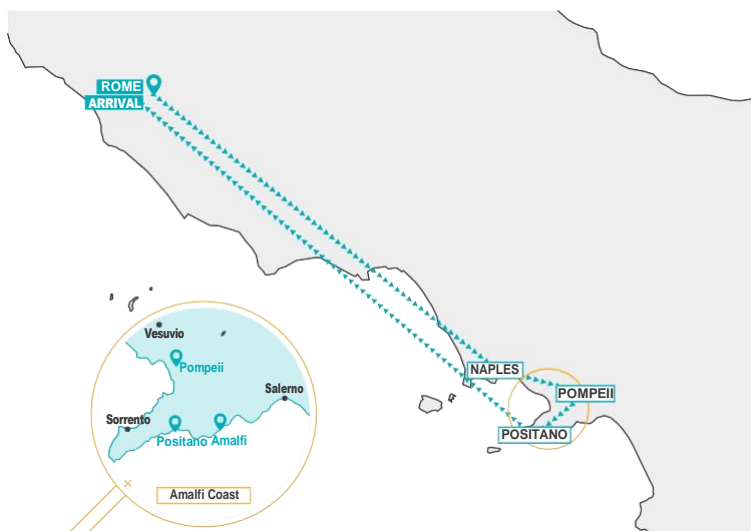 ROME
ARRIVAL
NAPLES
POMPEII
POSITANO
Vesuvio
Pompeii
Salerno
Sorrento
Positano
Amalfi
Amalfi Coast